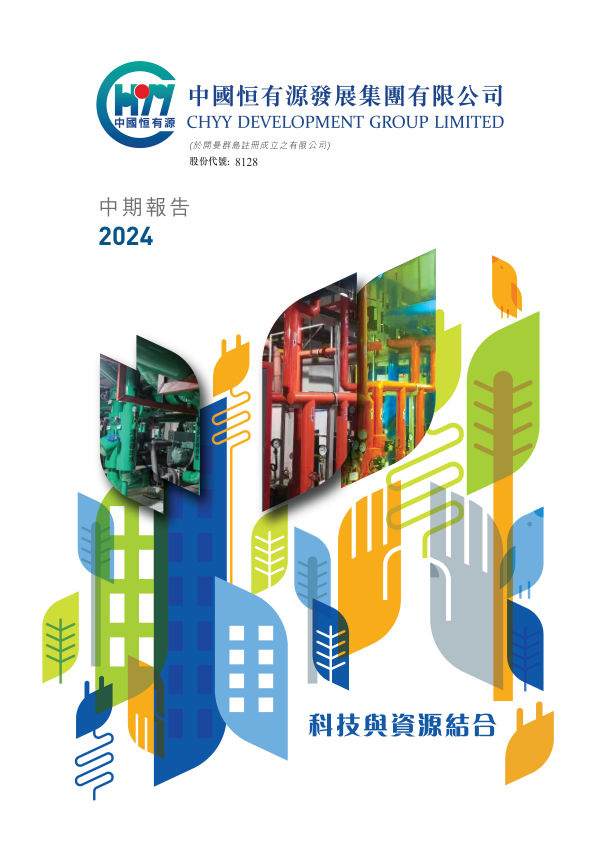 CHYY
中國恒有源
中國恒有源發展集團有限公司
CHYY DEVELOPMENT GROUP LIMITED
(於開曼群島註冊成立之有限公司)
股份代號: 8128
中期報告
2024
科技與資源結合